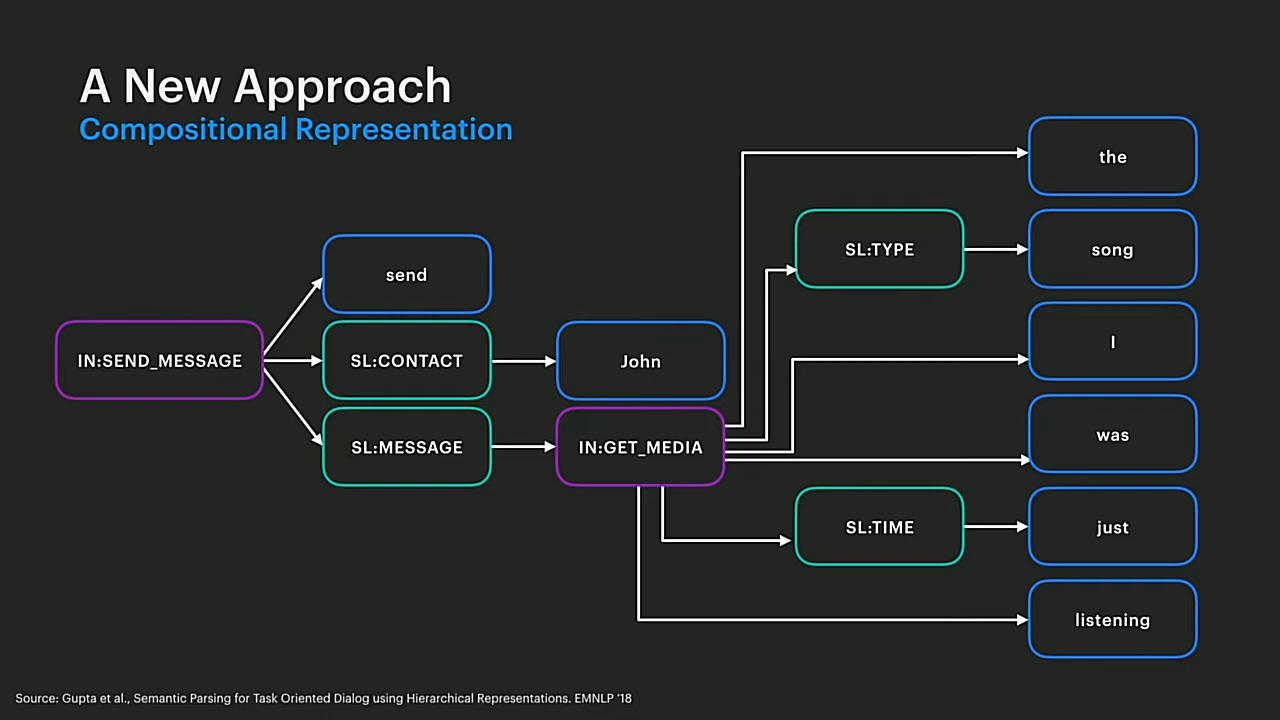 A New Approach
Compositional Representation
the
SL:TYPE
song
send
I
IN:SEND_MESSAGE
SL:CONTACT
John
SL:MESSAGE
IN:GET_MEDIA
was
SL:TIME
just
listening
Source: Gupta et al., Semantic Parsing for Task Oriented Dialog using Hierarchical Representations. EMNLP '18